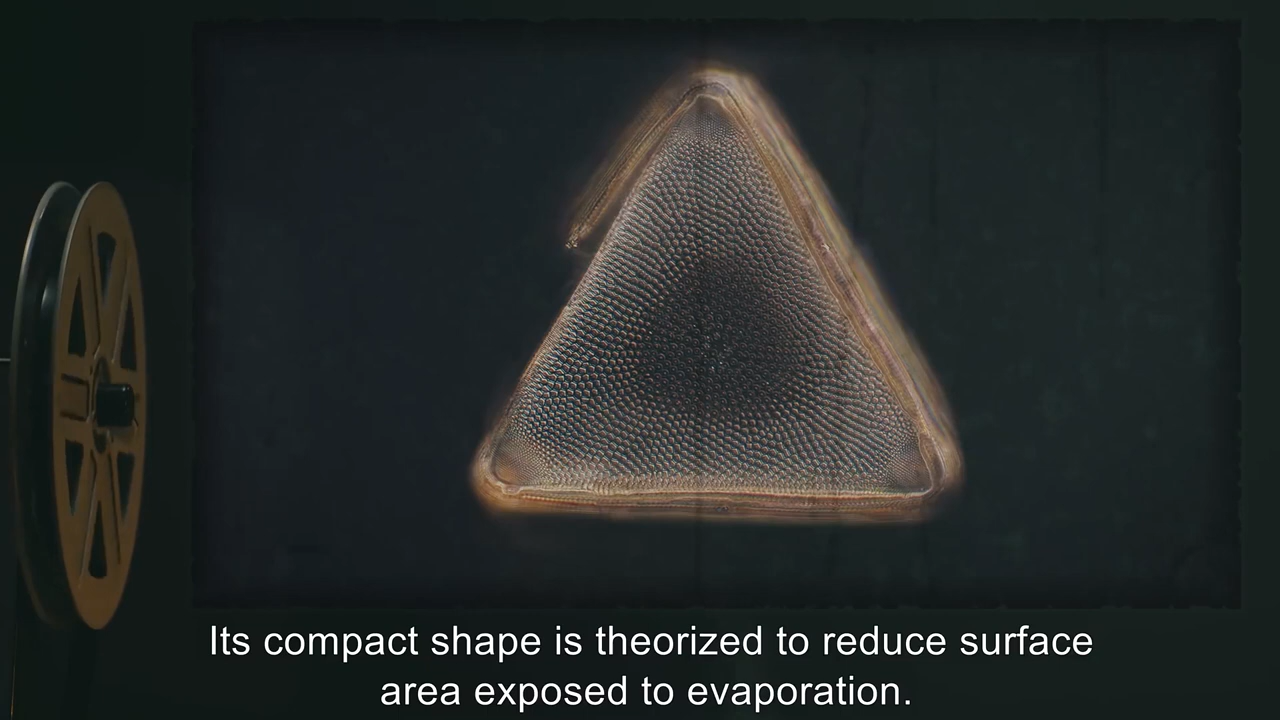 Its compact shape is theorized to reduce surface
area exposed to evaporation.